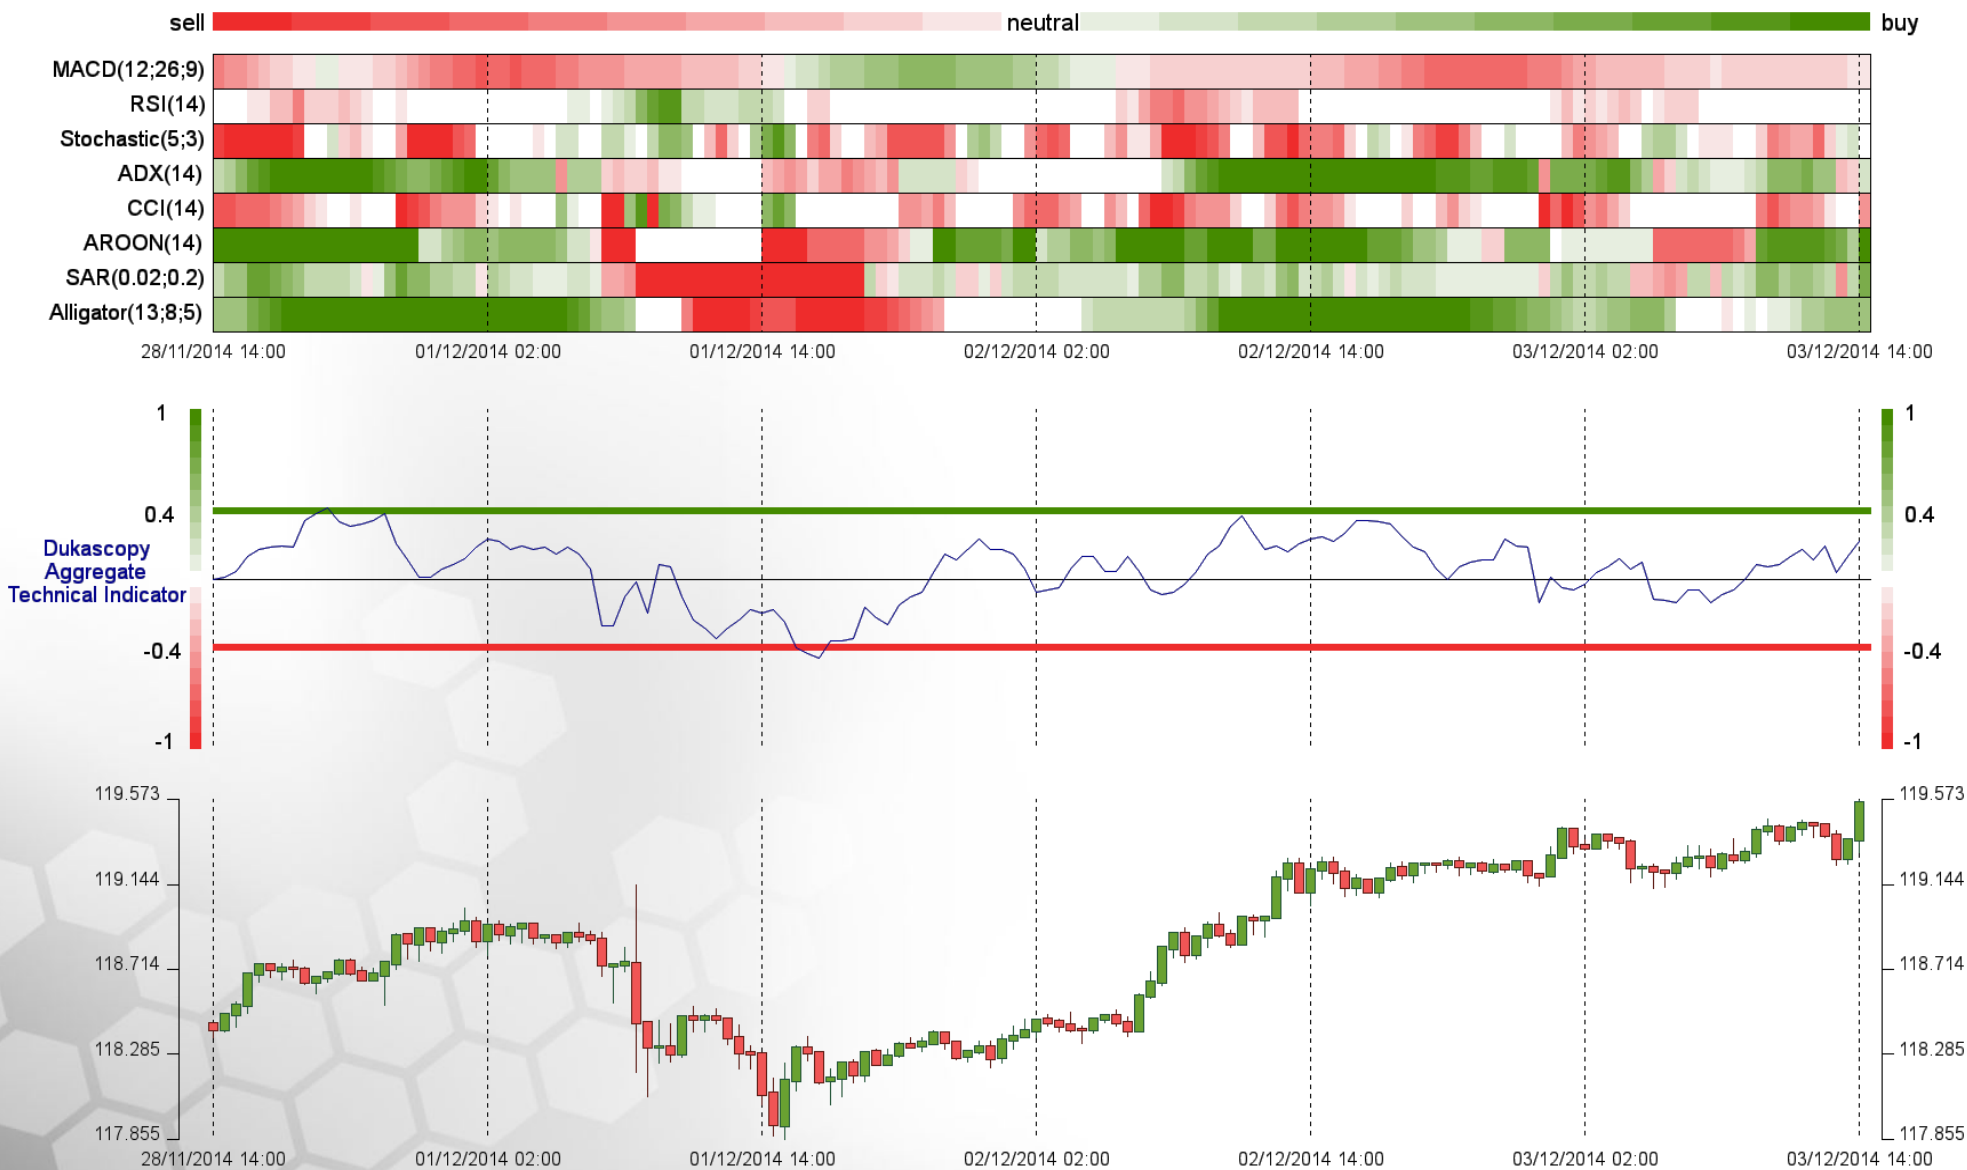 sell neutral buy
MACD(12;26;9)
RSI(14)
Stochastic(5;3)
ADX(14)
CCI(14)
AROON(14)
SAR(0.02;0.2)
Alligator(13;8;5)
28/11/2014 14:00 01/12/2014 02:00 01/12/2014 14:00 02/12/2014 02:00 02/12/2014 14:00 03/12/2014 02:00 03/12/2014 14:00
1 1
0.4 0.4
Dukascopy
Aggregate
Technical Indicator
-0.4 -0.4
-1 -1
119.573 119.573
119.144 119.144
118.714 118.714
118.285 118.285
117.855 117.855
28/11/2014 14:00 01/12/2014 02:00 01/12/2014 14:00 02/12/2014 02:00 02/12/2014 14:00 03/12/2014 02:00 03/12/2014 14:00